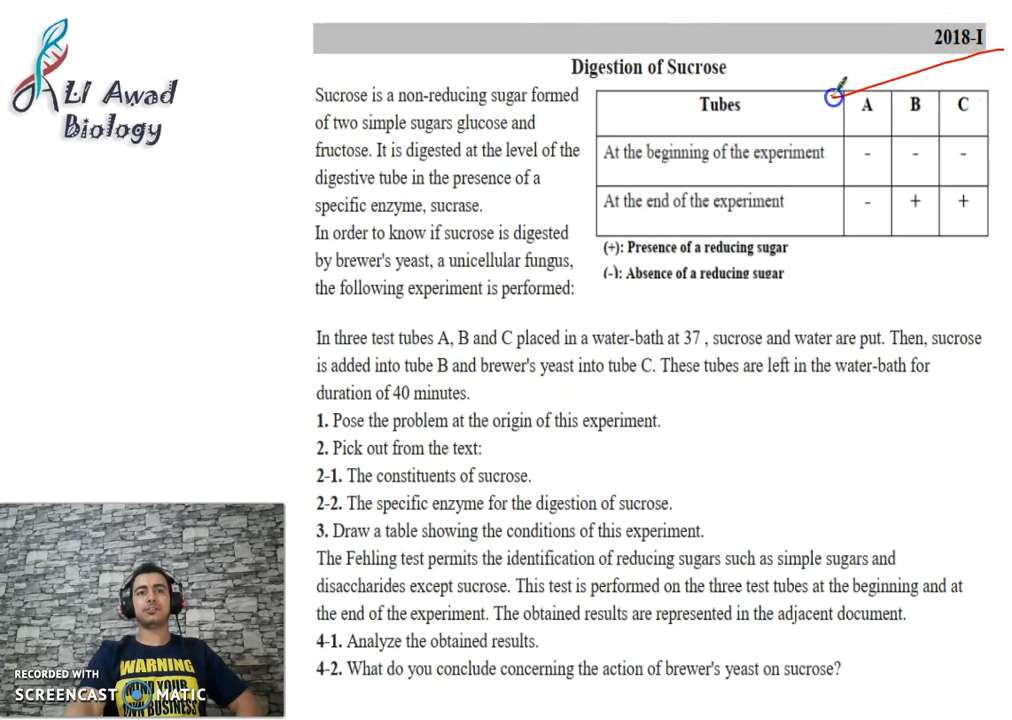 ALI Awad
Biology
2018-I
Digestion of Sucrose
Sucrose is a non-reducing sugar formed
of two simple sugars glucose and
fructose. It is digested at the level of the
digestive tube in the presence of a
specific enzyme, sucrase.
In order to know if sucrose is digested
by brewer's yeast, a unicellular fungus,
the following experiment is performed:
Tubes A B C
At the beginning of the experiment - - -
At the end of the experiment - + +
(+): Presence of a reducing sugar
(-): Absence of a reducing sugar
In three test tubes A, B and C placed in a water-bath at 37 , sucrose and water are put. Then, sucrose
is added into tube B and brewer's yeast into tube C. These tubes are left in the water-bath for
duration of 40 minutes.
1. Pose the problem at the origin of this experiment.
2. Pick out from the text:
2-1. The constituents of sucrose.
2-2. The specific enzyme for the digestion of sucrose.
3. Draw a table showing the conditions of this experiment.
The Fehling test permits the identification of reducing sugars such as simple sugars and
disaccharides except sucrose. This test is performed on the three test tubes at the beginning and at
the end of the experiment. The obtained results are represented in the adjacent document.
4-1. Analyze the obtained results.
4-2. What do you conclude concerning the action of brewer's yeast on sucrose?
WARNING
BUSINESS
RECORDED WITH
SCREENCAST MATIC